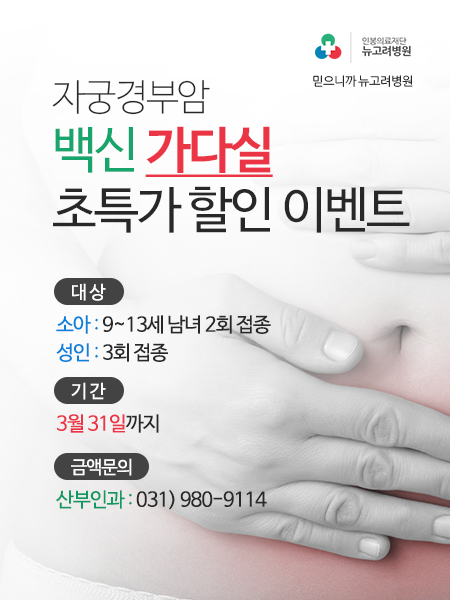 인봉의료재단
뉴고려병원
믿으니까 뉴고려병원
자궁경부암
백신 가다실
초특가 할인 이벤트
대상
소아 : 9~13세 남녀 2회 접종
성인 : 3회 접종
기간
3월 31일까지
금액문의
산부인과 : 031) 980-9114